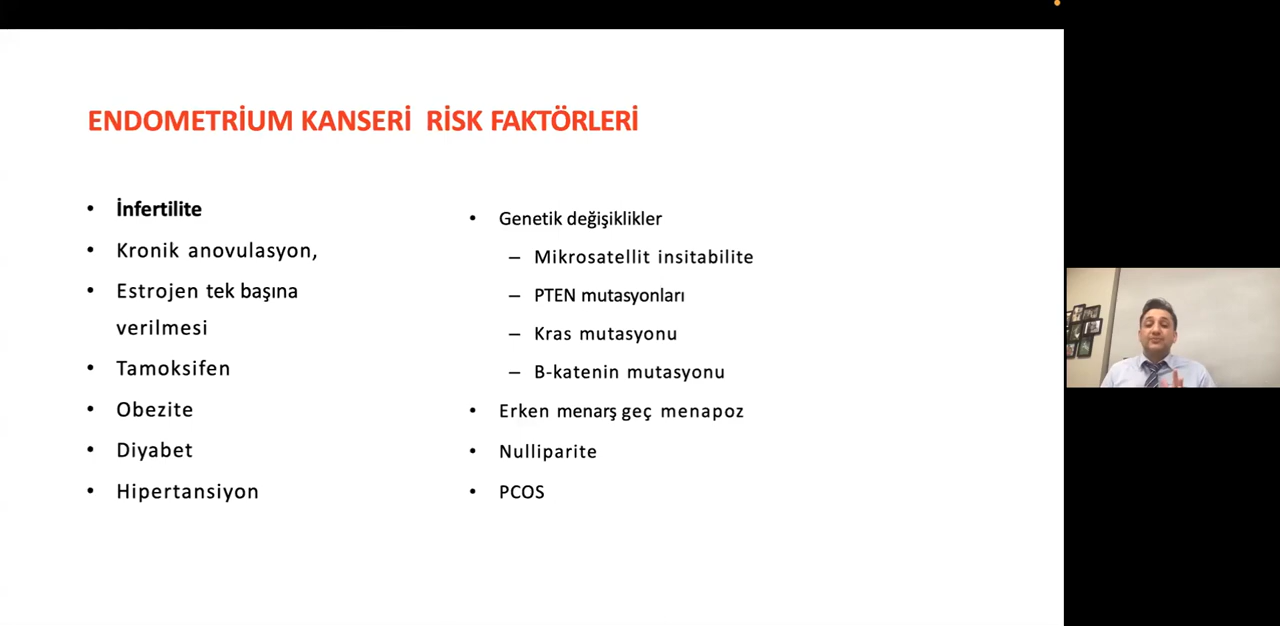 ENDOMETRİUM KANSERİ RİSK FAKTÖRLERİ
• İnfertilite
• Kronik anovulasyon,
• Estrojen tek başına
verilmesi
• Tamoksifen
• Obezite
• Diyabet
• Hipertansiyon
• Genetik değişiklikler
– Mikrosatellit insitabilite
– PTEN mutasyonları
– Kras mutasyonu
– B-katenin mutasyonu
• Erken menarş geç menapoz
• Nulliparite
• PCOS